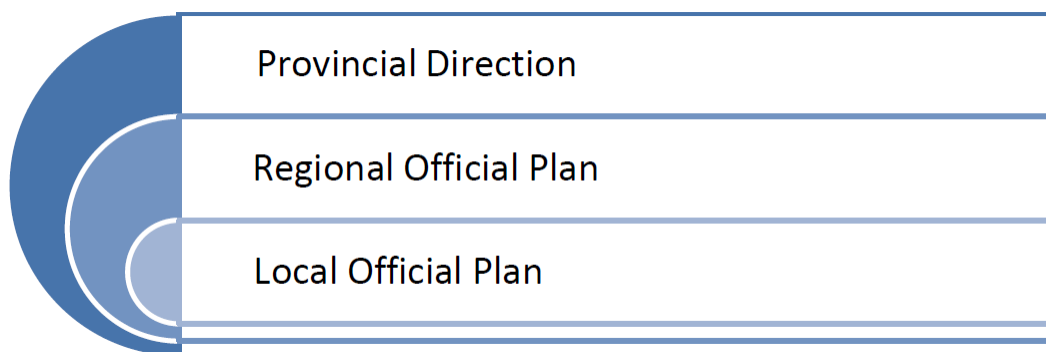 Provincial Direction
Regional Official Plan
Local Official Plan